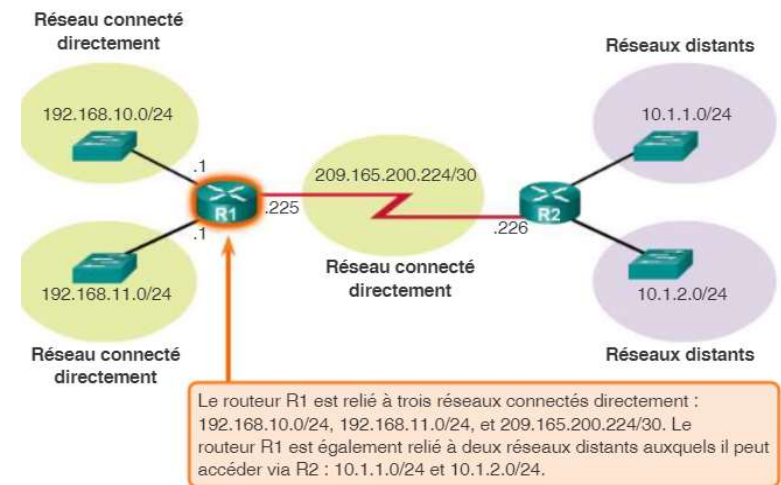 Réseau connecté
directement
Réseaux distants
192.168.10.0/24
10.1.1.0/24
.1
209.165.200.224/30
R1
.225
R2
.1
.226
192.168.11.0/24
Réseau connecté
directement
10.1.2.0/24
Réseau connecté
directement
Réseaux distants
Le routeur R1 est relié à trois réseaux connectés directement :
192.168.10.0/24, 192.168.11.0/24, et 209.165.200.224/30. Le
routeur R1 est également relié à deux réseaux distants auxquels il peut
accéder via R2 : 10.1.1.0/24 et 10.1.2.0/24.